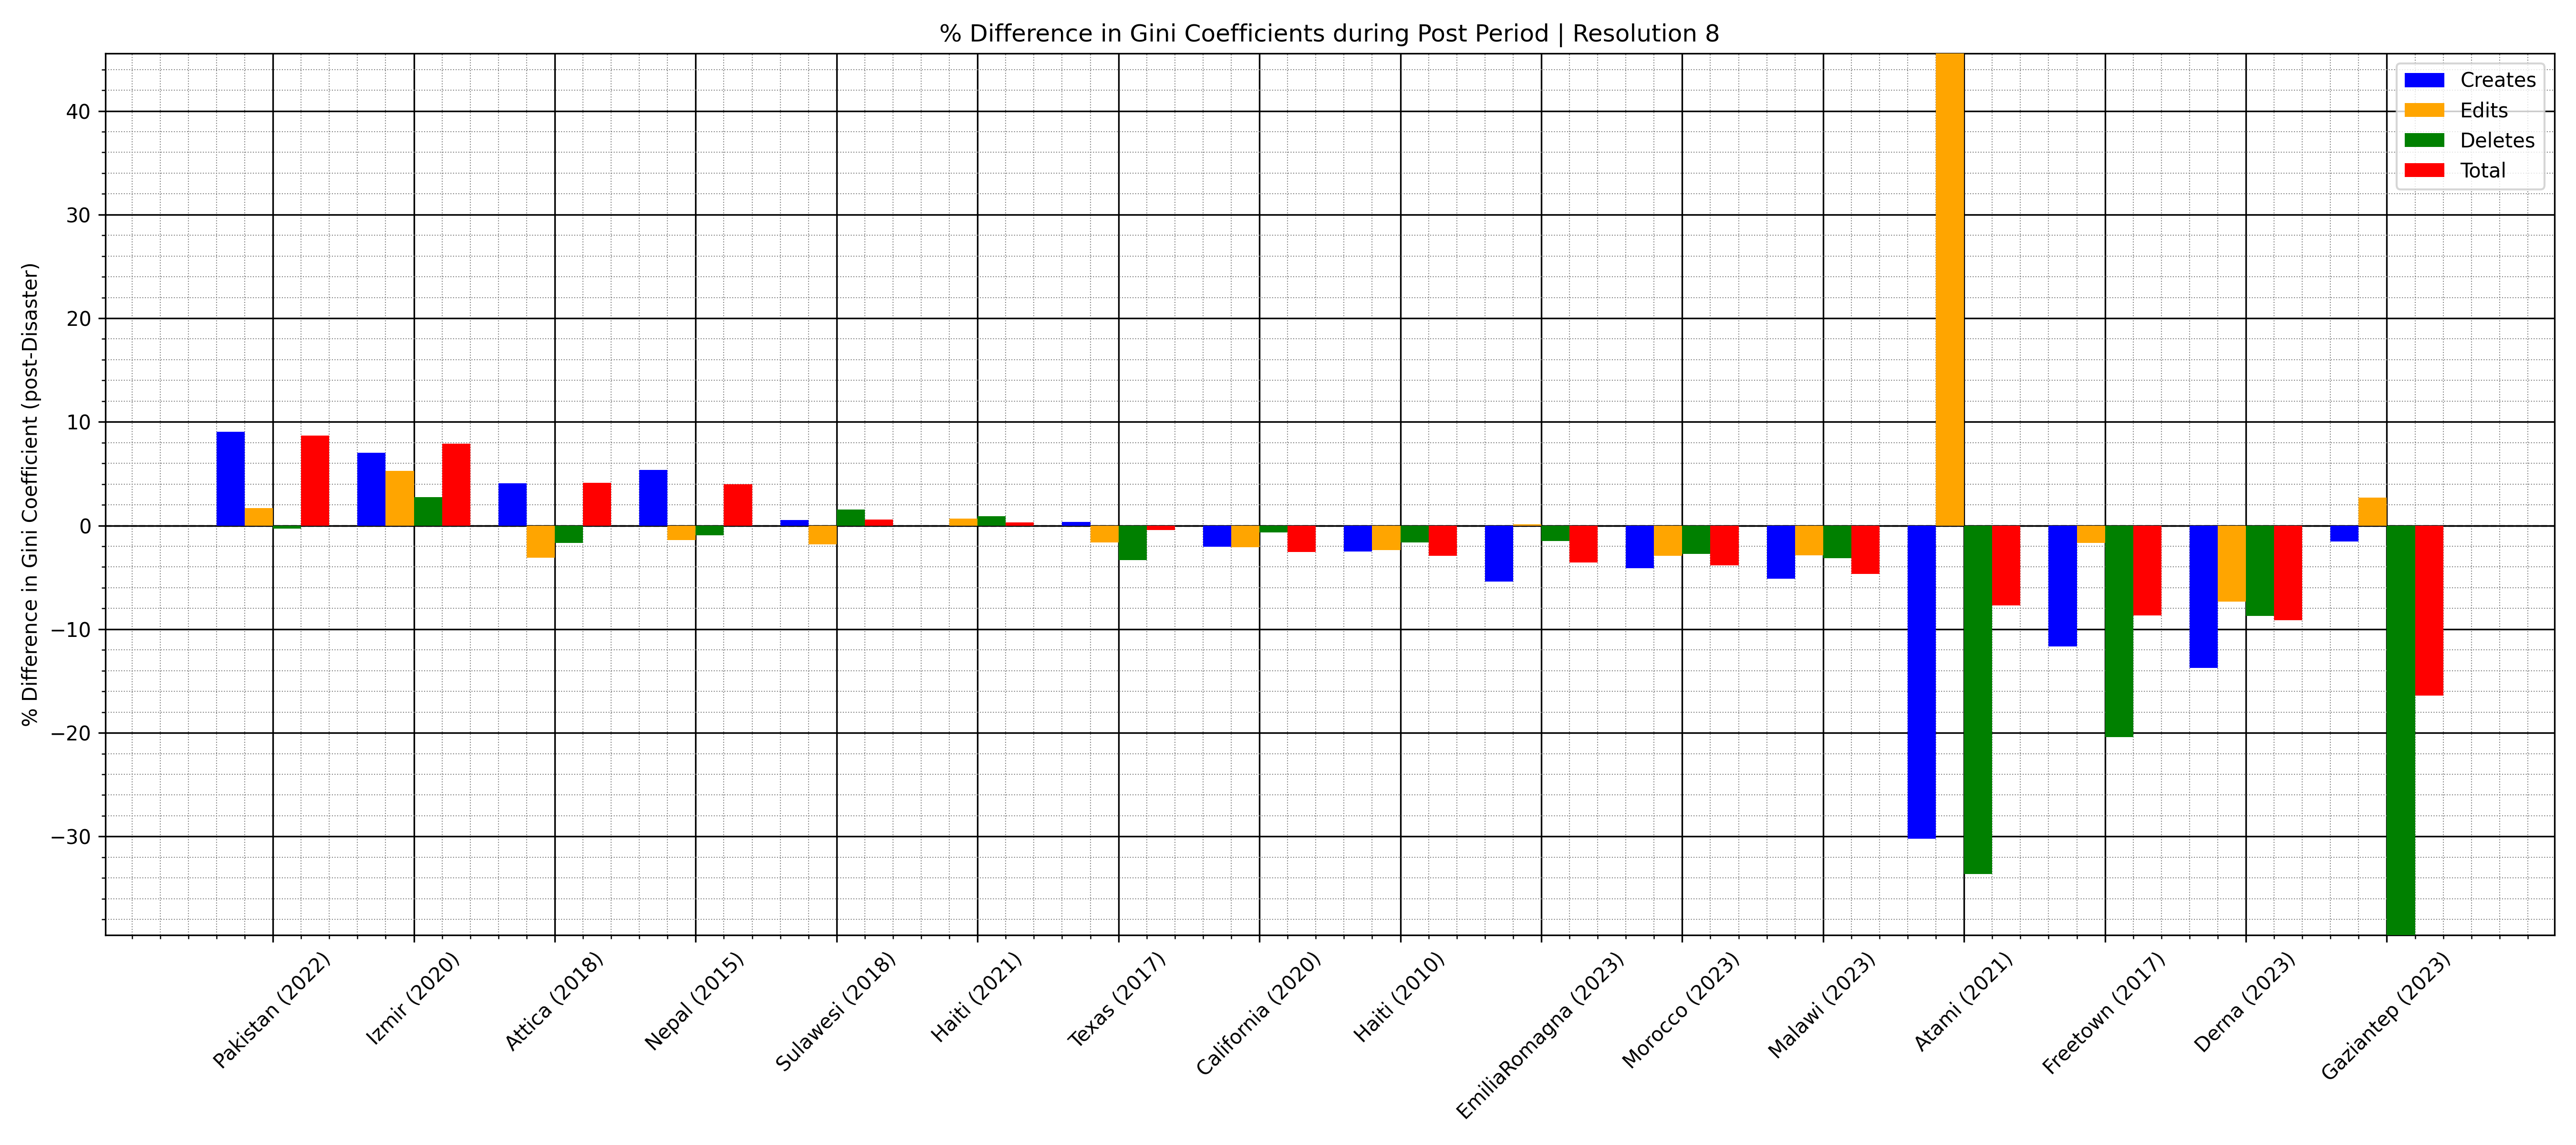 % Difference in Gini Coefficients during Post Period | Resolution 8
% Difference in Gini Coefficient (post-Disaster)
40
30
20
10
0
−10
−20
−30
Creates
Edits
Deletes
Total
Pakistan (2022)
Izmir (2020)
Attica (2018)
Nepal (2015)
Sulawesi (2018)
Haiti (2021)
Texas (2017)
California (2020)
Haiti (2010)
EmiliaRomagna (2023)
Morocco (2023)
Malawi (2023)
Atami (2021)
Freetown (2017)
Derna (2023)
Gaziantep (2023)